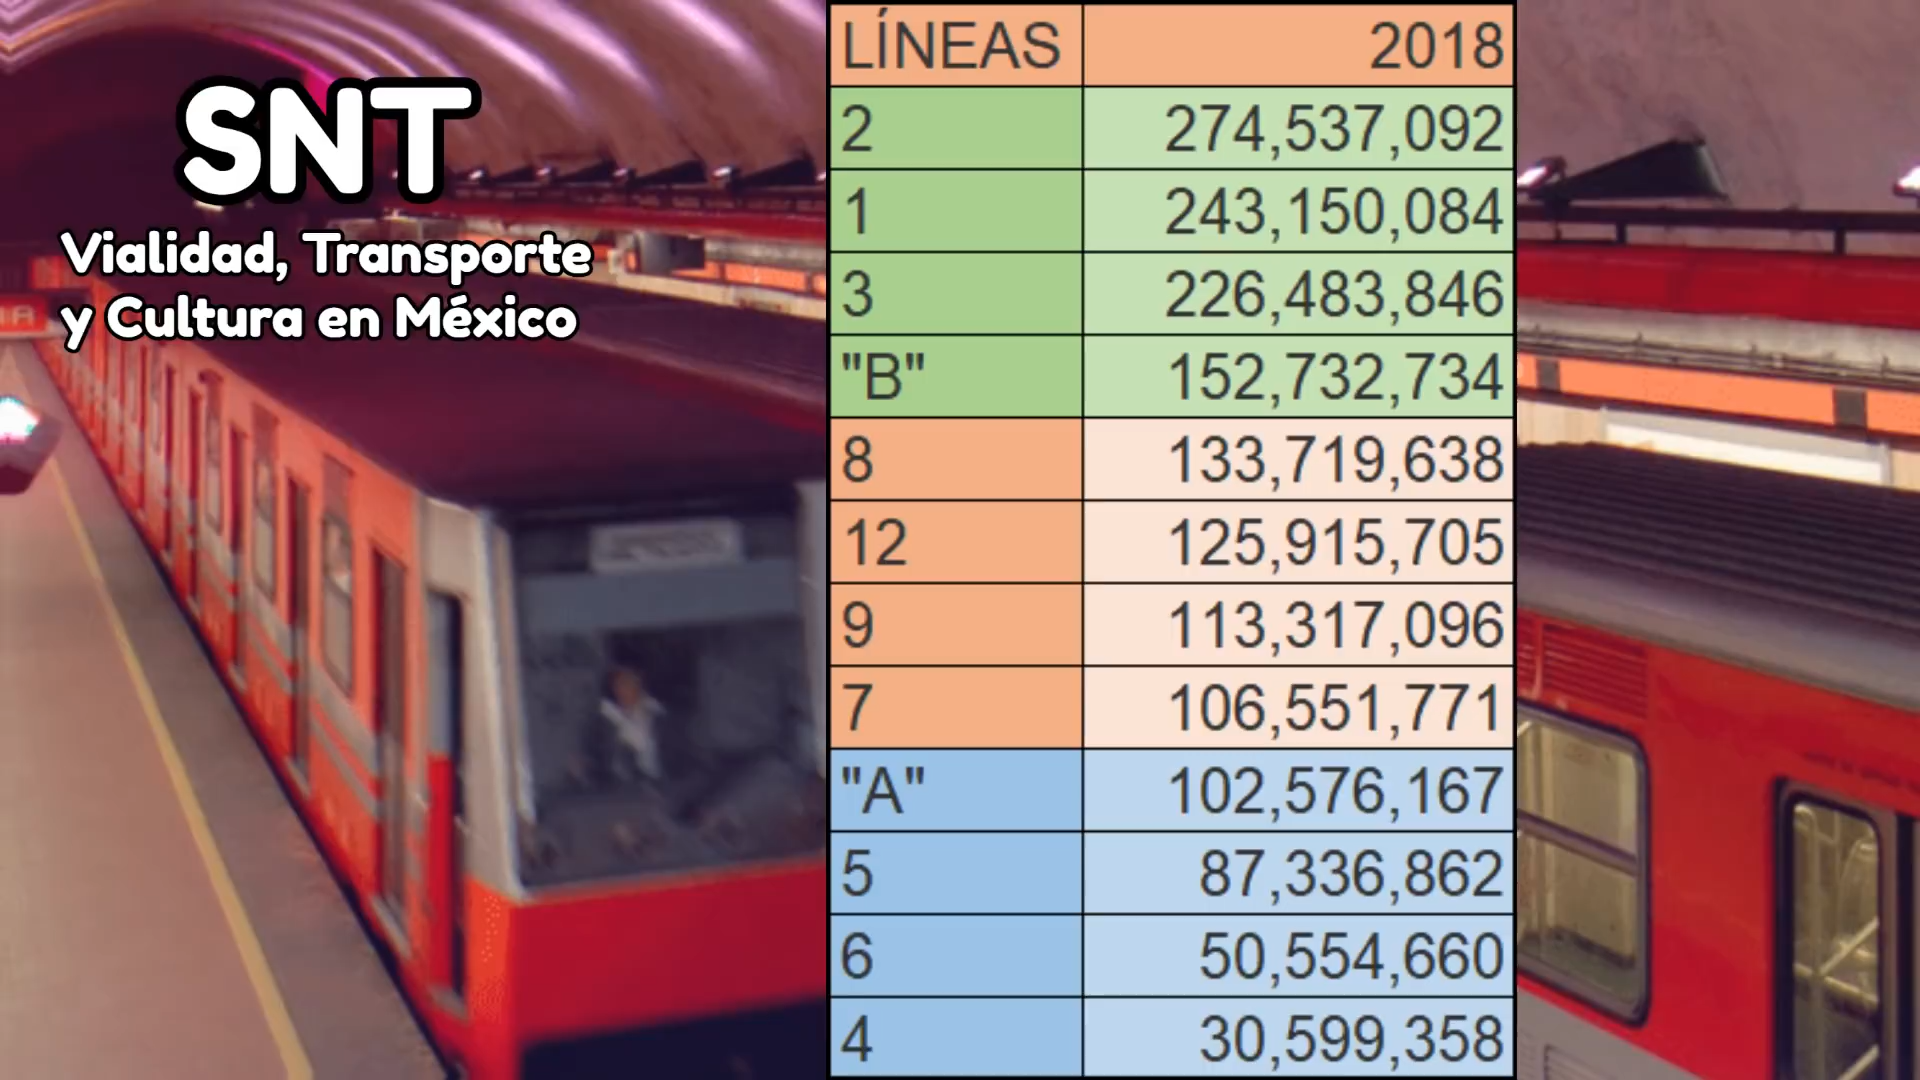 SNT
Vialidad, Transporte
y Cultura en México
LÍNEAS 2018
2 274,537,092
1 243,150,084
3 226,483,846
"B" 152,732,734
8 133,719,638
12 125,915,705
9 113,317,096
7 106,551,771
"A" 102,576,167
5 87,336,862
6 50,554,660
4 30,599,358